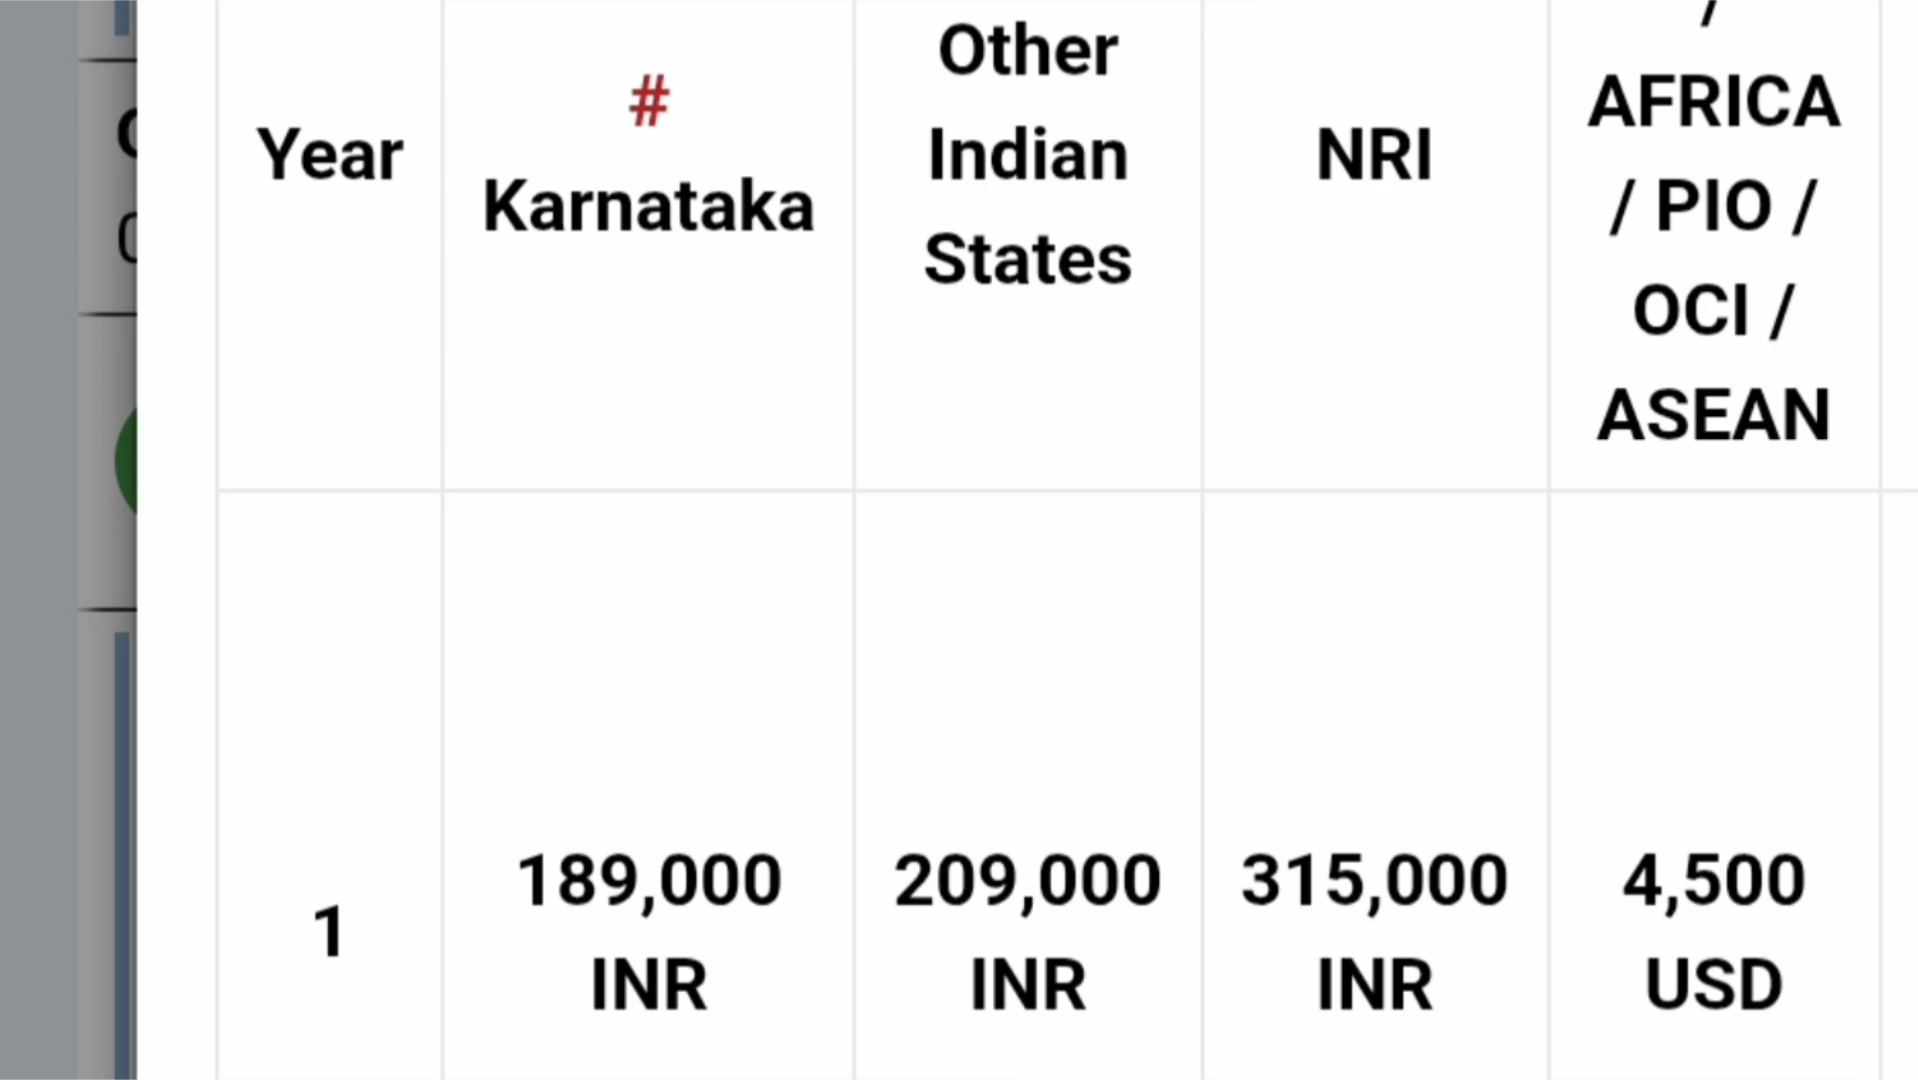 /
Other
#
AFRICA
Year
Indian
NRI
Karnataka
/ PIO /
States
OCI /
ASEAN
189,000
209,000
315,000
4,500
1
INR
INR
INR
USD